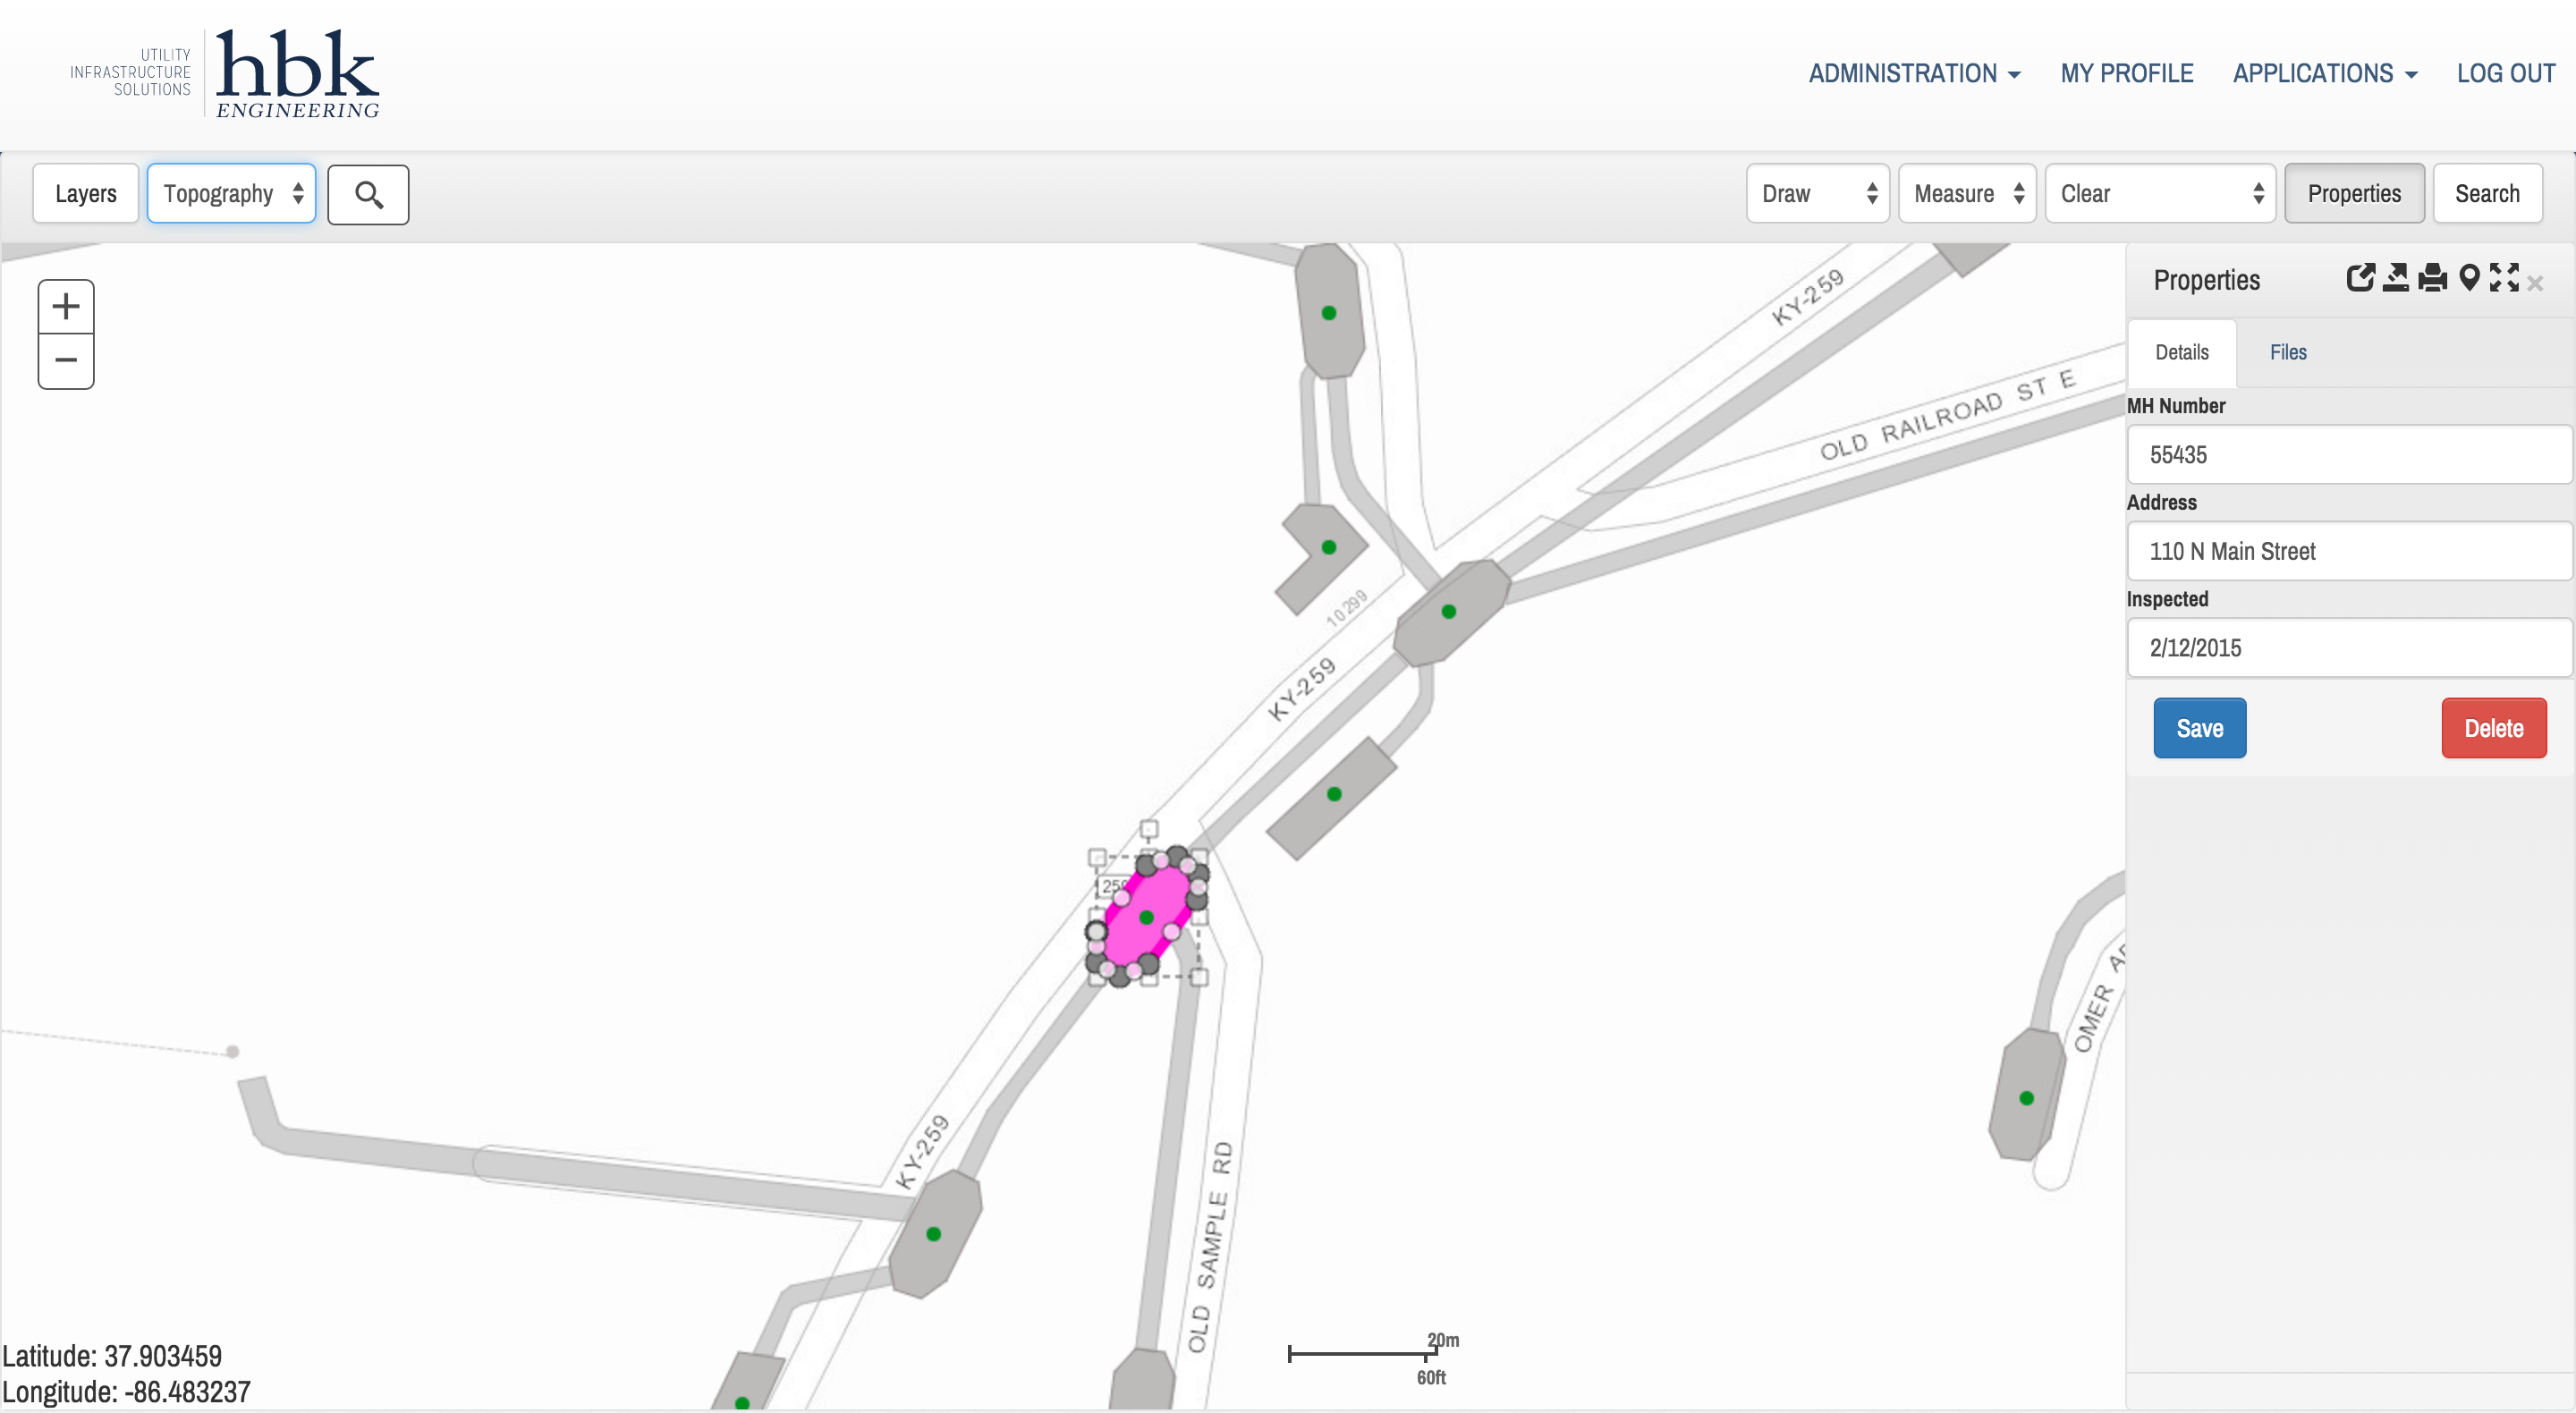 UTILITY
INFRASTRUCTURE
SOLUTIONS
hbk
ENGINEERING
ADMINISTRATION
MY PROFILE
APPLICATIONS
LOG OUT
Layers
Topography
Draw
Measure
Clear
Properties
Search
+
−
KY-259
OLD RAILROAD ST E
10299
KY-259
KY-259
OLD SAMPLE RD
OMER
Properties
Details
Files
MH Number
55435
Address
110 N Main Street
Inspected
2/12/2015
Save
Delete
Latitude: 37.903459
Longitude: -86.483237
20m
60ft